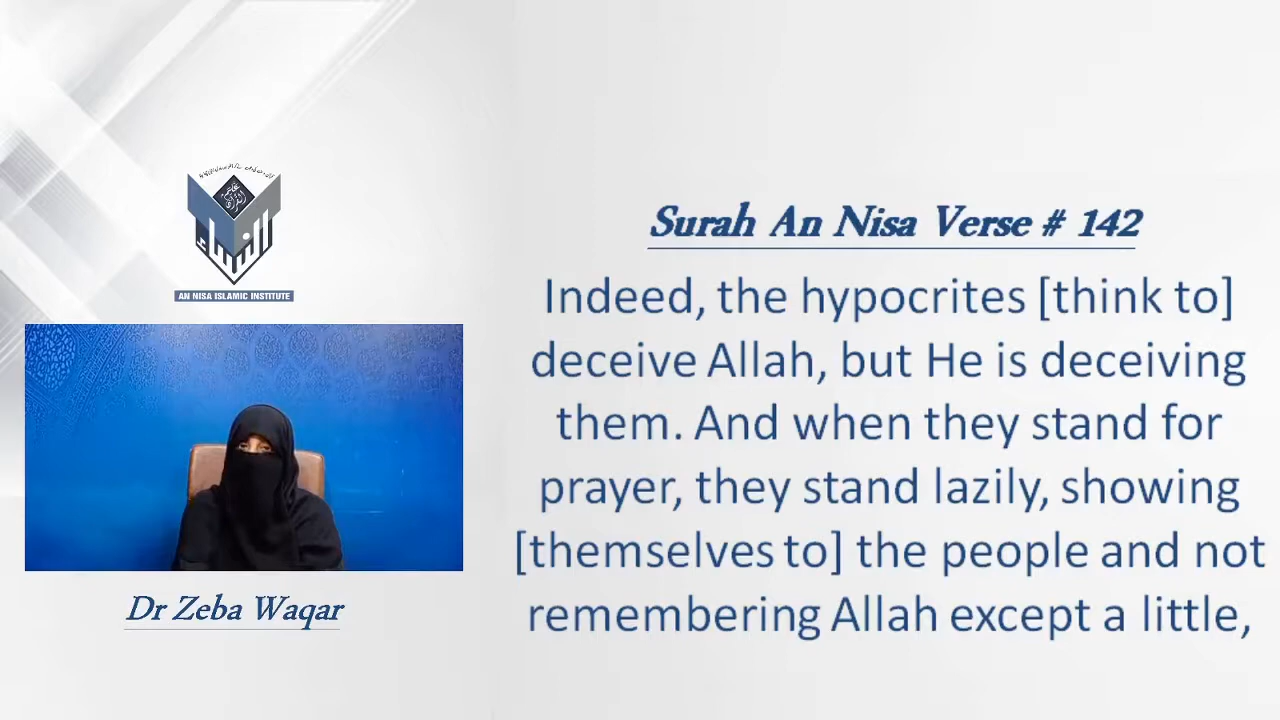 النساء
AN NISA ISLAMIC INSTITUTE
Dr Zeba Waqar
Surah An Nisa Verse # 142
Indeed, the hypocrites [think to]
deceive Allah, but He is deceiving
them. And when they stand for
prayer, they stand lazily, showing
[themselves to] the people and not
remembering Allah except a little,